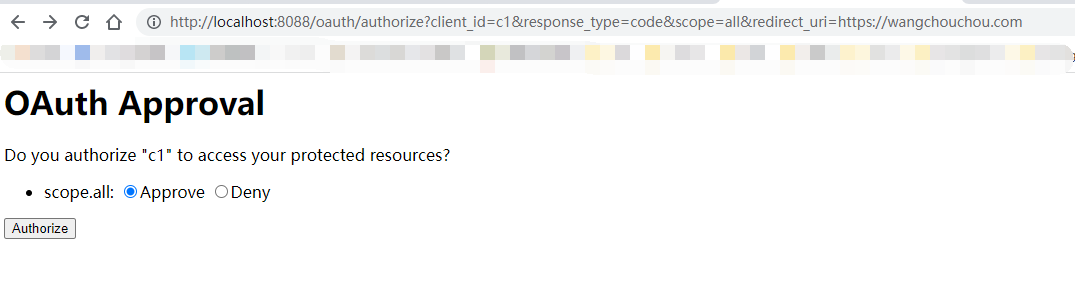 http://localhost:8088/oauth/authorize?client_id=c1&response_type=code&scope=all&redirect_uri=https://wangchouchou.com
OAuth Approval
Do you authorize "c1" to access your protected resources?
scope.all: Approve Deny
Authorize